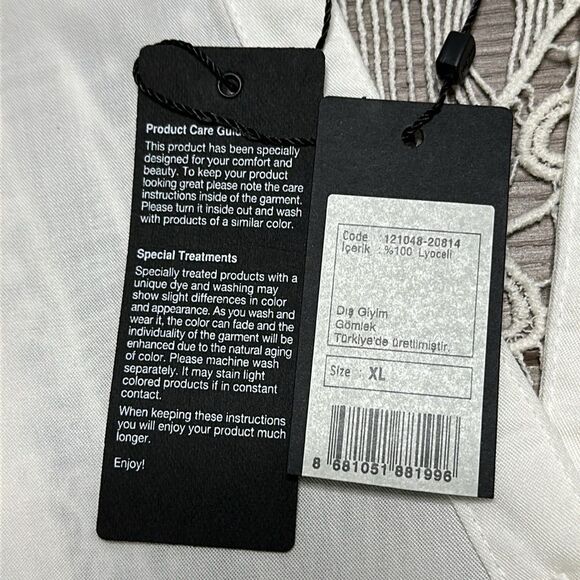 Product Care
This product has been specially
designed for your comfort and
beauty. To keep your product
looking great please note the care
instructions inside of the garment.
Please turn it inside out and wash
with products of a similar color.
Special Treatments
Specially treated products with a
unique dye and washing may
show slight differences in color
and appearance. As you wash and
wear it, the color can fade and the
individuality of the garment will be
enhanced due to the natural aging
of color. Please machine wash
separately. It may stain light
colored products if in constant
contact.
When keeping these instructions
you will enjoy your product much
longer.
Enjoy!
Code : 121048-20814
İçerik : %100 Lyocell
Dış Giyim
Gömlek
Türkiye'de üretilmiştir.
Size : XL
8 681051 881996